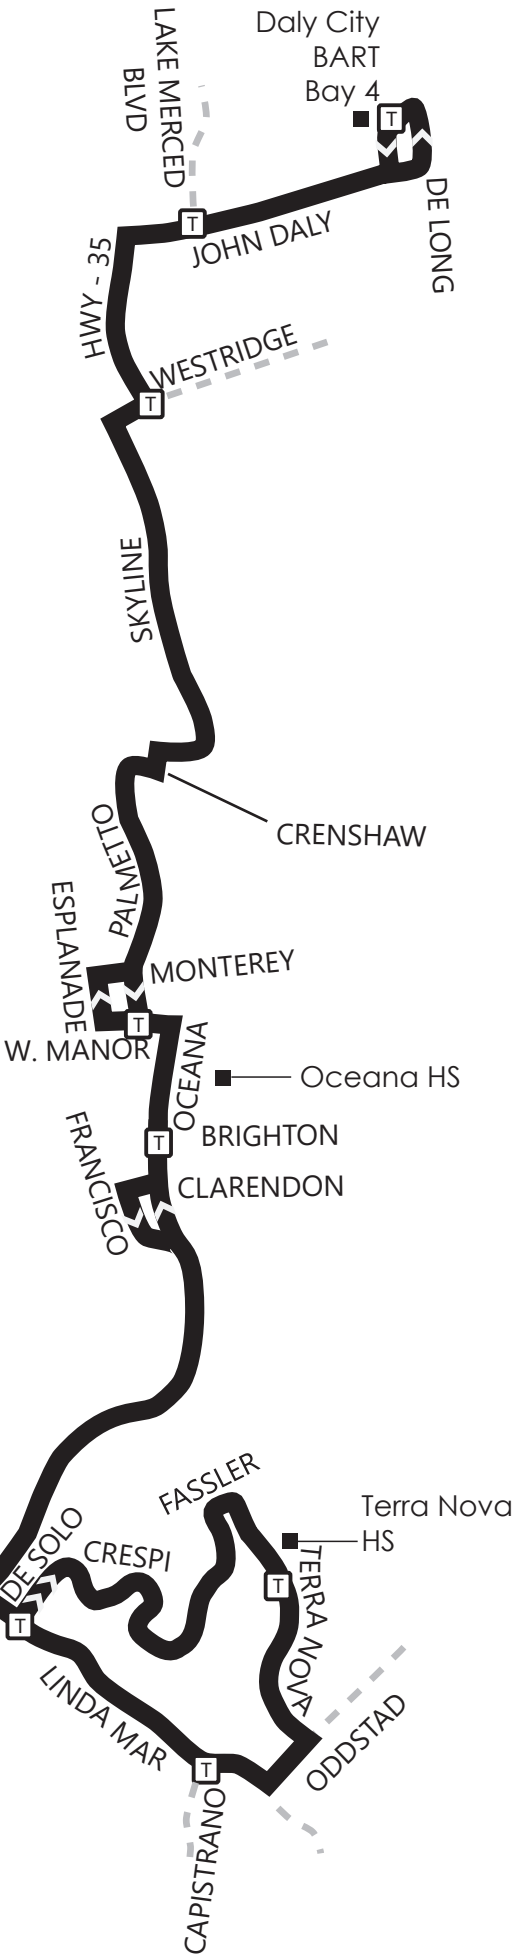 Daly City
BART
Bay 4
T
LAKE MERCED
BLVD
T
JOHN DALY
DE LONG
HWY - 35
WESTRIDGE
T
SKYLINE
CRENSHAW
PALMETTO
ESPLANADE
MONTEREY
T
W. MANOR
OCEANA
Oceana HS
T
BRIGHTON
FRANCISCO
CLARENDON
FASSLER
Terra Nova
HS
DE SOLO
CRESPI
T
TERRA NOVA
T
LINDA MAR
ODDSTAD
T
CAPISTRANO